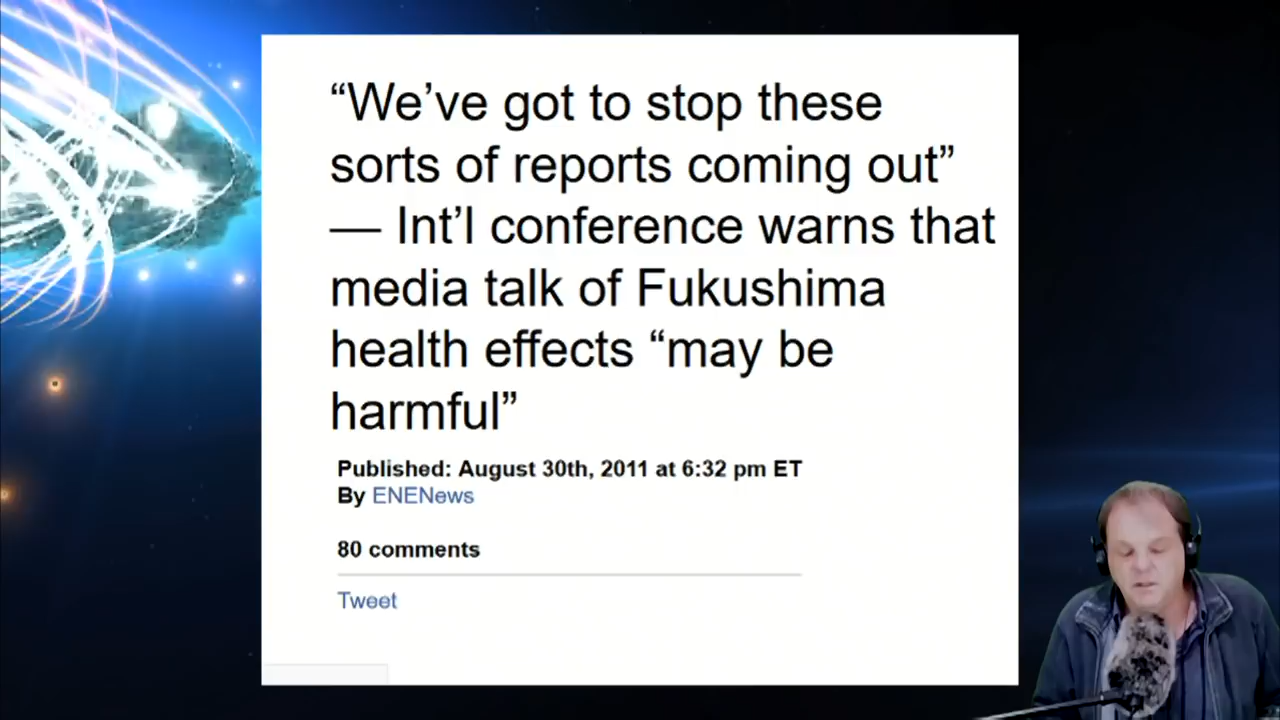 “We’ve got to stop these
sorts of reports coming out”
— Int’l conference warns that
media talk of Fukushima
health effects “may be
harmful”
Published: August 30th, 2011 at 6:32 pm ET
By ENENews
80 comments
Tweet